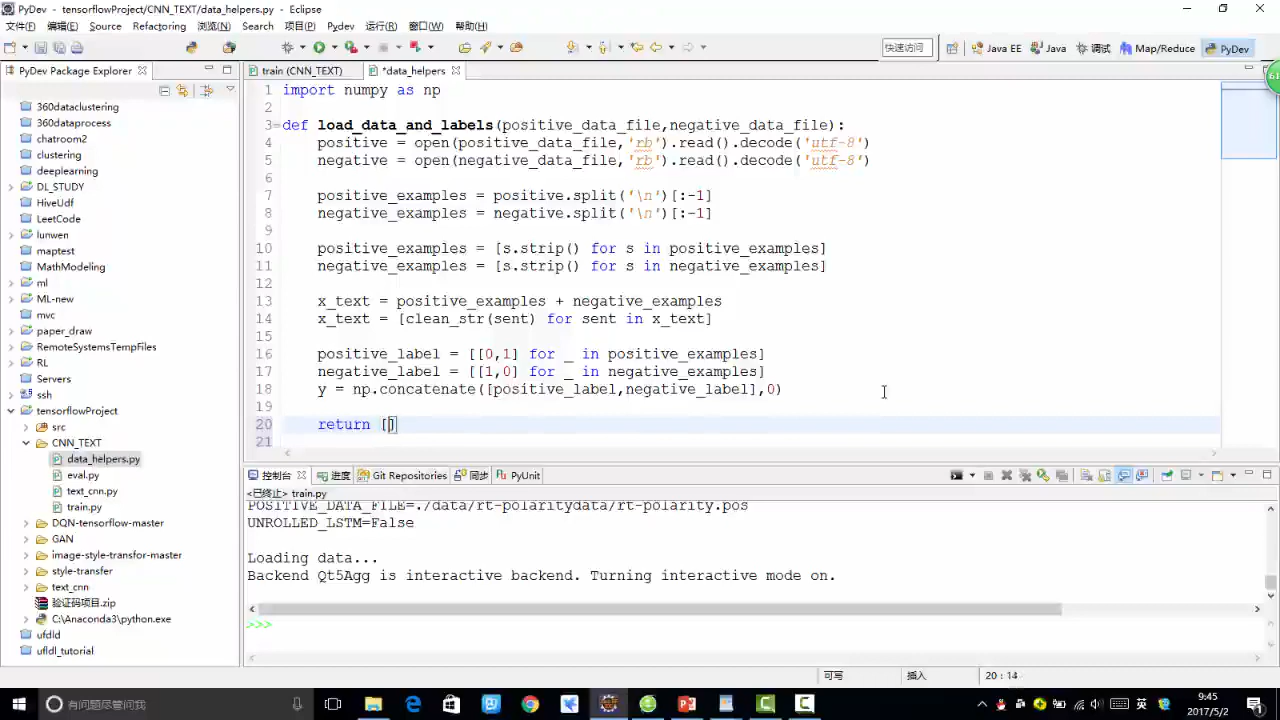 PyDev - tensorflowProject/CNN_TEXT/data_helpers.py - Eclipse
文件(F) 编辑(E) Source Refactoring 浏览(N) Search 项目(P) Pydev 运行(R) 窗口(W) 帮助(H)
快速访问 Java EE Java 调试 Map/Reduce PyDev
PyDev Package Explorer
train (CNN_TEXT) *data_helpers
61
360dataclustering
360dataprocess
chatroom2
clustering
deeplearning
DL_STUDY
HiveUdf
LeetCode
lunwen
maptest
MathModeling
ml
ML-new
mvc
paper_draw
RemoteSystemsTempFiles
RL
Servers
ssh
tensorflowProject
src
CNN_TEXT
data_helpers.py
eval.py
text_cnn.py
train.py
DQN-tensorflow-master
GAN
image-style-transfer-master
style-transfer
text_cnn
验证码项目.zip
C:\Anaconda3\python.exe
ufdld
ufldl_tutorial
1 import numpy as np
2
3 def load_data_and_labels(positive_data_file,negative_data_file):
4 positive = open(positive_data_file,'rb').read().decode('utf-8')
5 negative = open(negative_data_file,'rb').read().decode('utf-8')
6
7 positive_examples = positive.split('\n')[:-1]
8 negative_examples = negative.split('\n')[:-1]
9
10 positive_examples = [s.strip() for s in positive_examples]
11 negative_examples = [s.strip() for s in negative_examples]
12
13 x_text = positive_examples + negative_examples
14 x_text = [clean_str(sent) for sent in x_text]
15
16 positive_label = [[0,1] for _ in positive_examples]
17 negative_label = [[1,0] for _ in negative_examples]
18 y = np.concatenate([positive_label,negative_label],0)
19
20 return []
21
控制台 进度 Git Repositories 同步 PyUnit
<已终止> train.py
POSITIVE_DATA_FILE=./data/rt-polaritydata/rt-polarity.pos
UNROLLED_LSTM=False
Loading data...
Backend Qt5Agg is interactive backend. Turning interactive mode on.
>>>
可写 插入 20 : 14
有问题尽管问我
英
9:45
2017/5/2